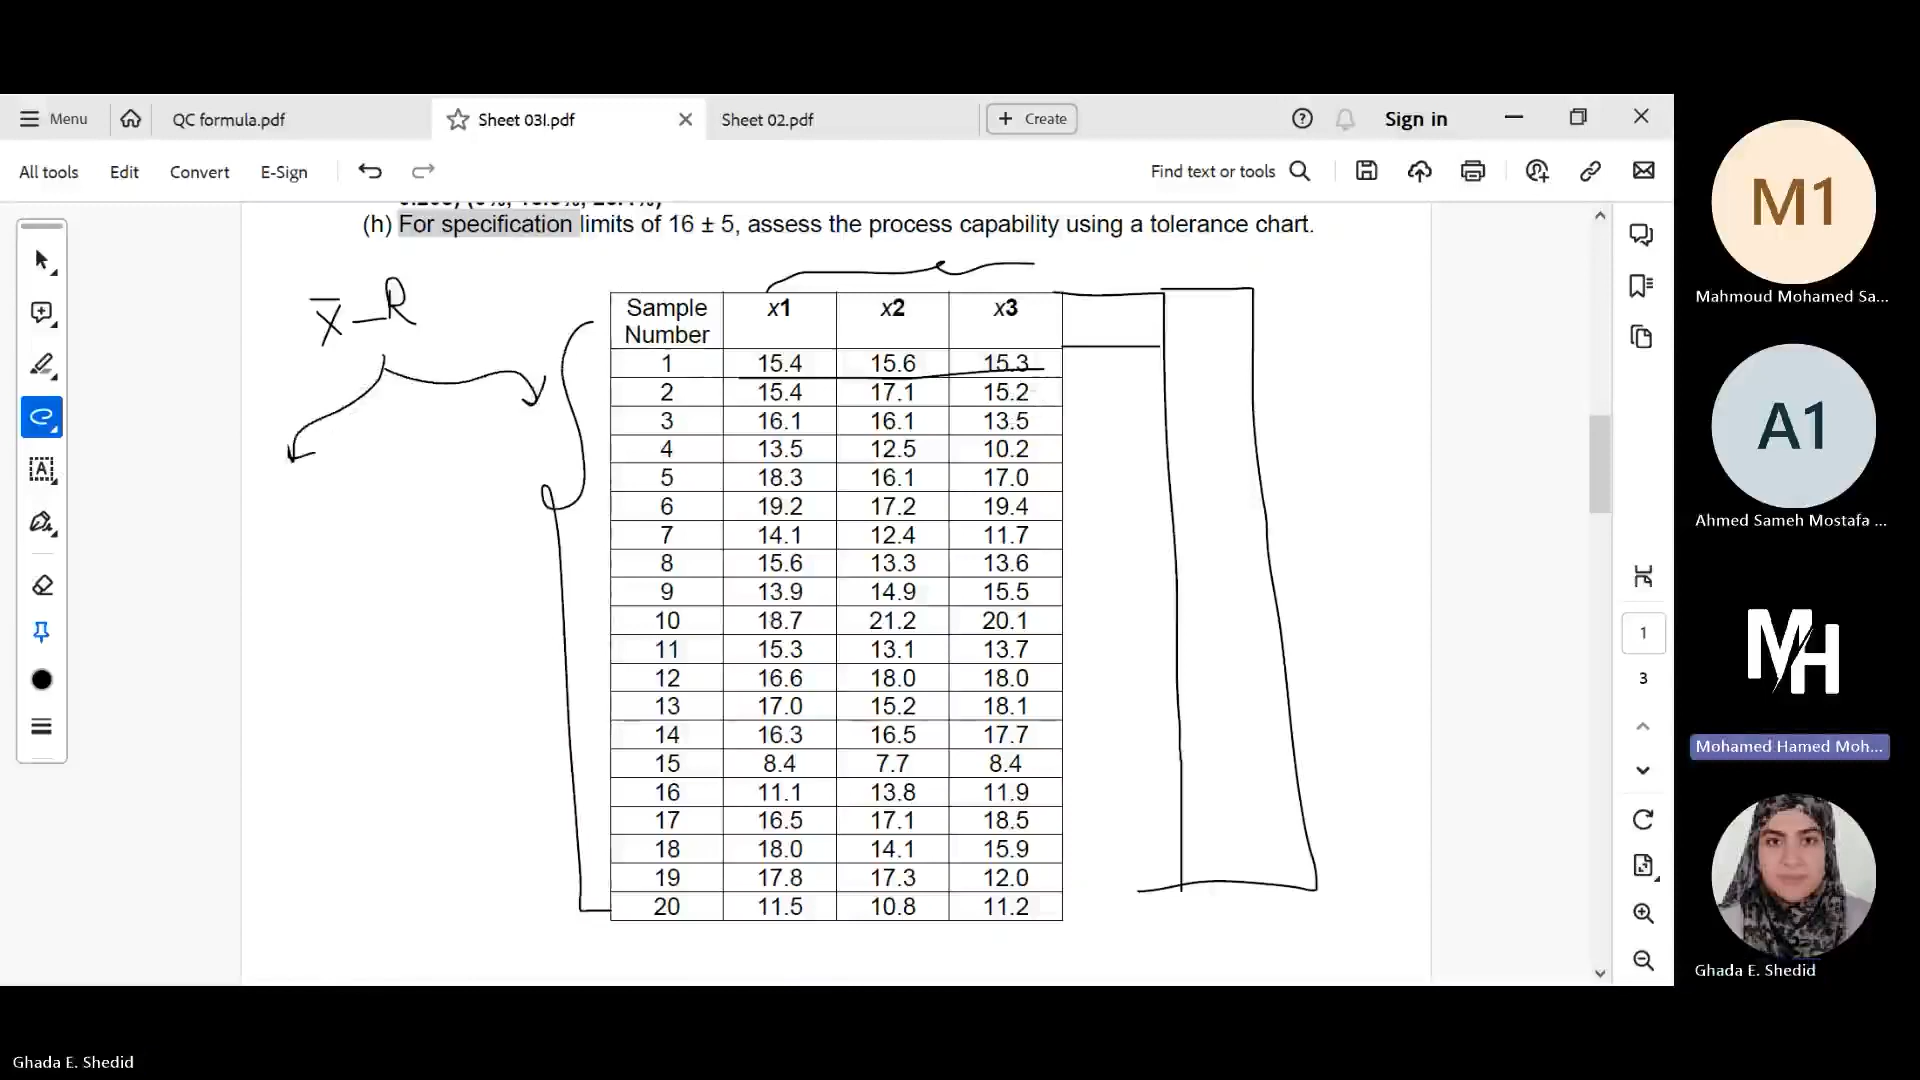 Menu QC formula.pdf Sheet 03I.pdf Sheet 02.pdf Create Sign in
All tools Edit Convert E-Sign Find text or tools
(h) For specification limits of 16 ± 5, assess the process capability using a tolerance chart.
X̅ – R
Sample Number x1 x2 x3
1 15.4 15.6 15.3
2 15.4 17.1 15.2
3 16.1 16.1 13.5
4 13.5 12.5 10.2
5 18.3 16.1 17.0
6 19.2 17.2 19.4
7 14.1 12.4 11.7
8 15.6 13.3 13.6
9 13.9 14.9 15.5
10 18.7 21.2 20.1
11 15.3 13.1 13.7
12 16.6 18.0 18.0
13 17.0 15.2 18.1
14 16.3 16.5 17.7
15 8.4 7.7 8.4
16 11.1 13.8 11.9
17 16.5 17.1 18.5
18 18.0 14.1 15.9
19 17.8 17.3 12.0
20 11.5 10.8 11.2
1
3
M1
Mahmoud Mohamed Sa...
A1
Ahmed Sameh Mostafa ...
MH
Mohamed Hamed Moh...
Ghada E. Shedid
Ghada E. Shedid